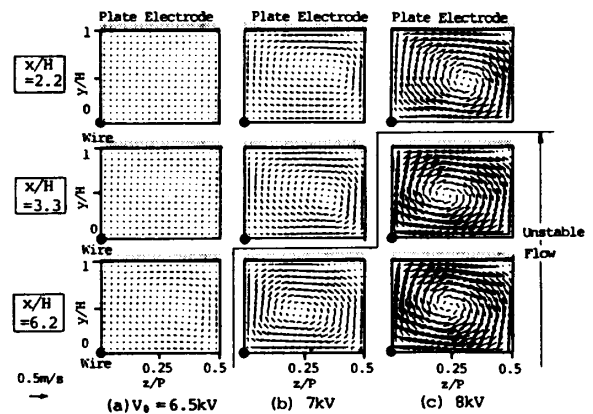 Plate Electrode Plate Electrode Plate Electrode
x/H =2.2
1
y/H
0
Wire
x/H =3.3
1
y/H
0
Wire
Unstable Flow
x/H =6.2
1
y/H
0
Wire
0.25 0.5 0.25 0.5 0.25 0.5
z/P z/P z/P
0.5m/s
(a) V₀ = 6.5kV (b) 7kV (c) 8kV